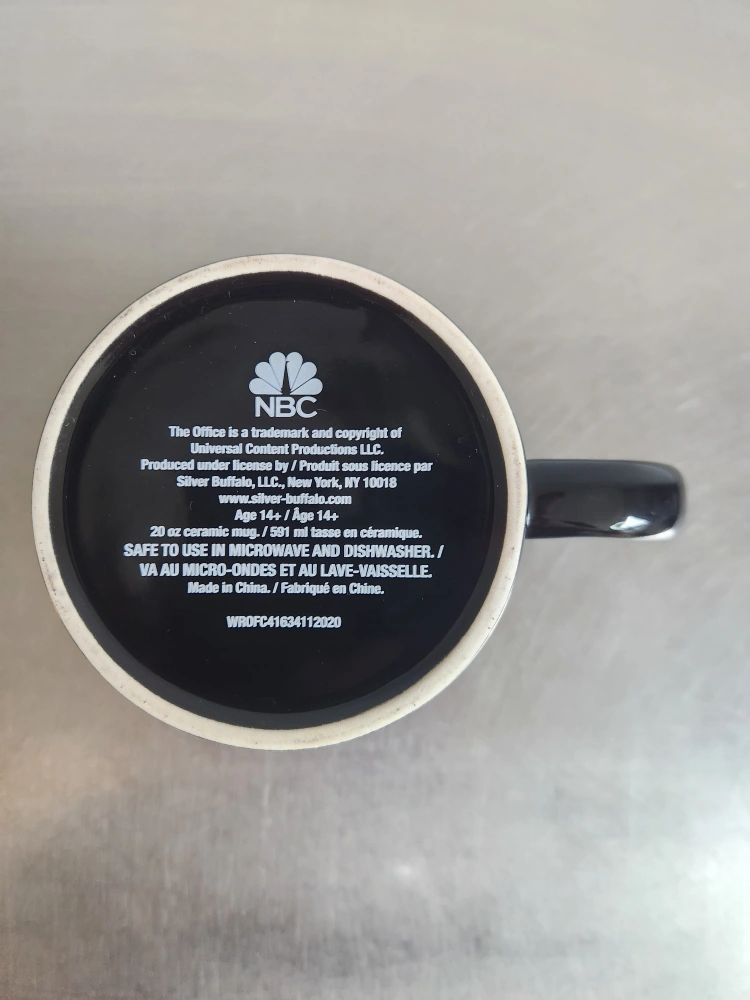 NBC
The Office is a trademark and copyright of
Universal Content Productions LLC.
Produced under license by / Produit sous licence par
Silver Buffalo, LLC., New York, NY 10018
www.silver-buffalo.com
Age 14+ / Âge 14+
20 oz ceramic mug. / 591 ml tasse en céramique.
SAFE TO USE IN MICROWAVE AND DISHWASHER. /
VA AU MICRO-ONDES ET AU LAVE-VAISSELLE.
Made in China. / Fabriqué en Chine.
WROFC41634112020